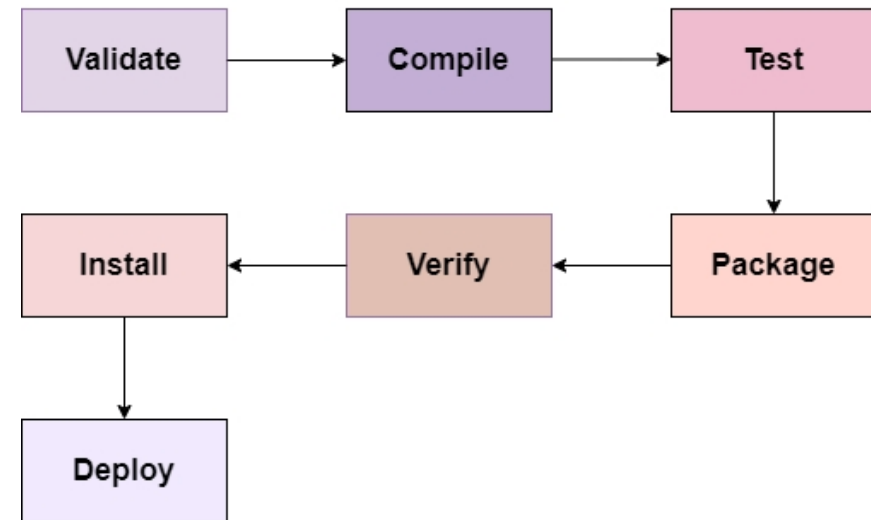 Validate
Compile
Test
Package
Verify
Install
Deploy